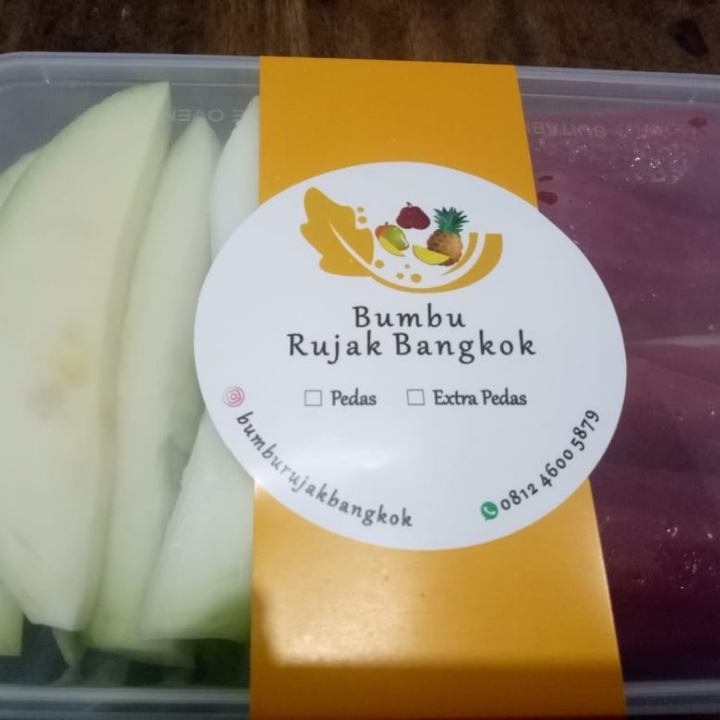 Bumbu
Rujak Bangkok
Pedas
Extra Pedas
bumburujakbangkok
0812 4600 5879